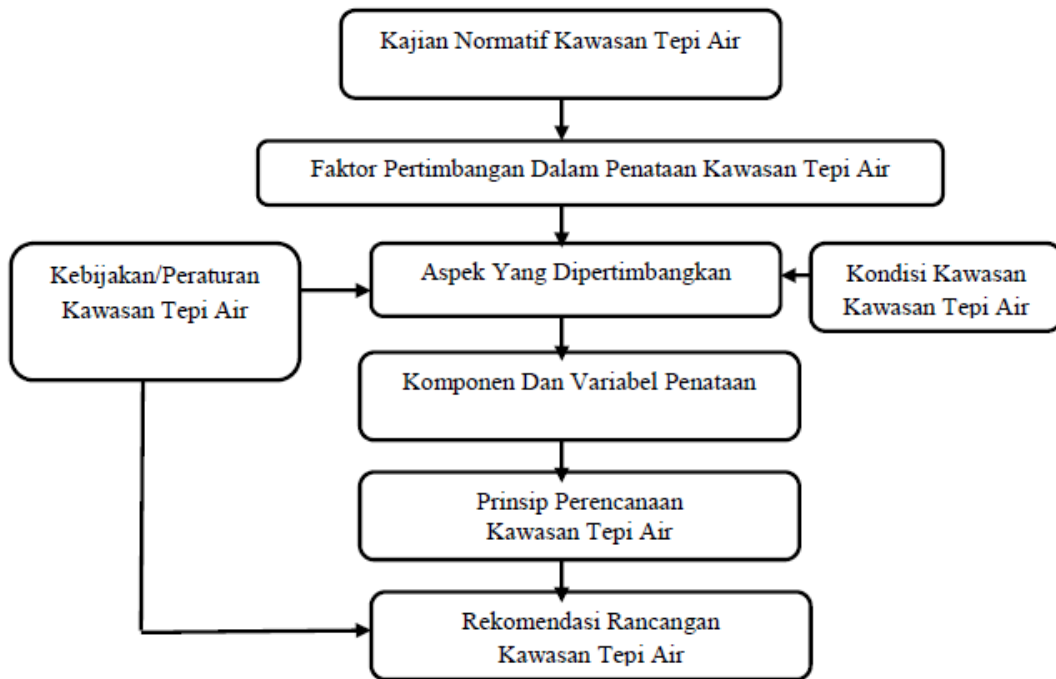 Kajian Normatif Kawasan Tepi Air
Faktor Pertimbangan Dalam Penataan Kawasan Tepi Air
Kebijakan/Peraturan
Kawasan Tepi Air
Aspek Yang Dipertimbangkan
Kondisi Kawasan
Kawasan Tepi Air
Komponen Dan Variabel Penataan
Prinsip Perencanaan
Kawasan Tepi Air
Rekomendasi Rancangan
Kawasan Tepi Air